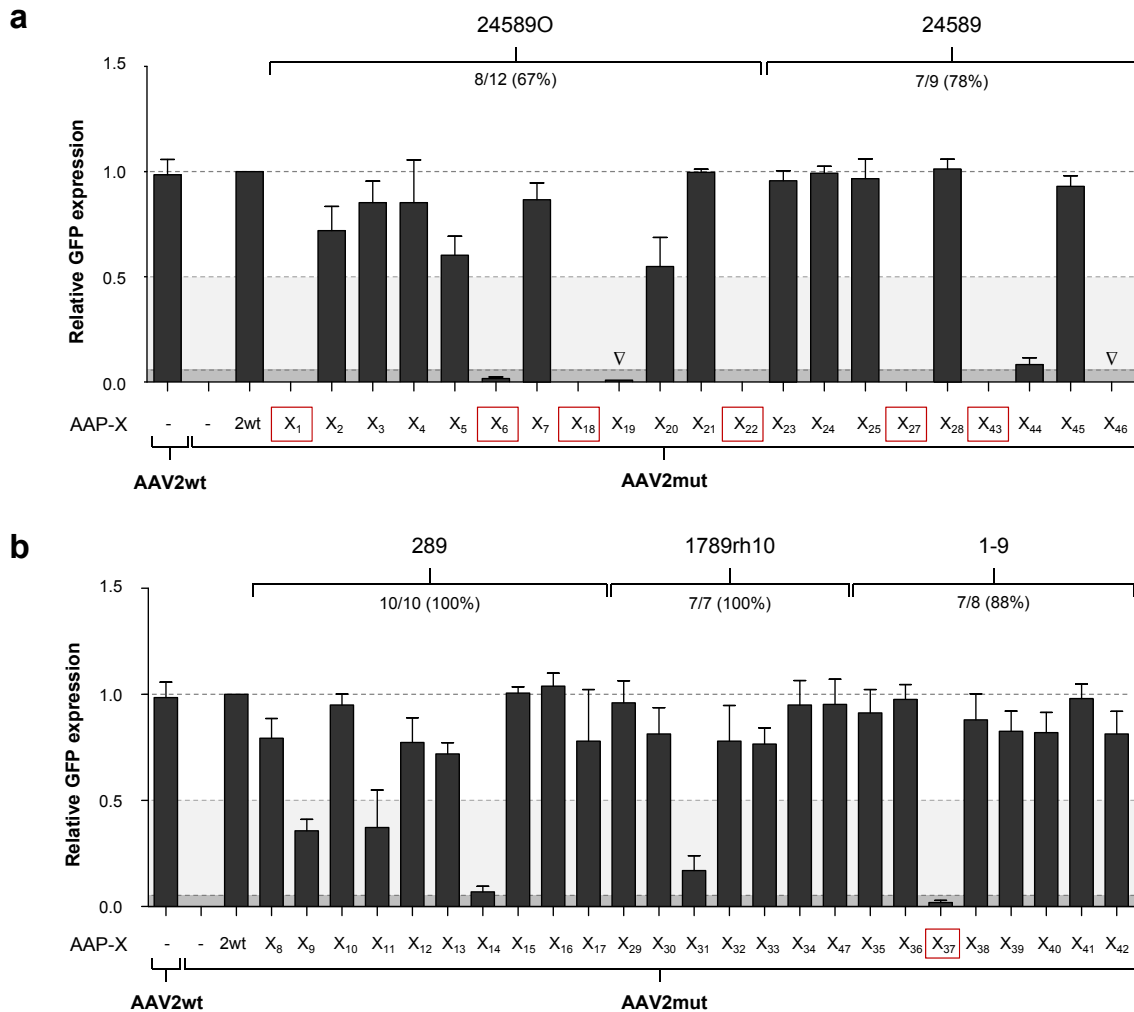 a
24589O 24589
8/12 (67%) 7/9 (78%)
1.5
1.0
0.5
0.0
Relative GFP expression
∇ ∇
AAP-X - - 2wt X1 X2 X3 X4 X5 X6 X7 X18 X19 X20 X21 X22 X23 X24 X25 X27 X28 X43 X44 X45 X46
AAV2wt AAV2mut
b
289 1789rh10 1-9
10/10 (100%) 7/7 (100%) 7/8 (88%)
1.5
1.0
0.5
0.0
Relative GFP expression
AAP-X - - 2wt X8 X9 X10 X11 X12 X13 X14 X15 X16 X17 X29 X30 X31 X32 X33 X34 X47 X35 X36 X37 X38 X39 X40 X41 X42
AAV2wt AAV2mut